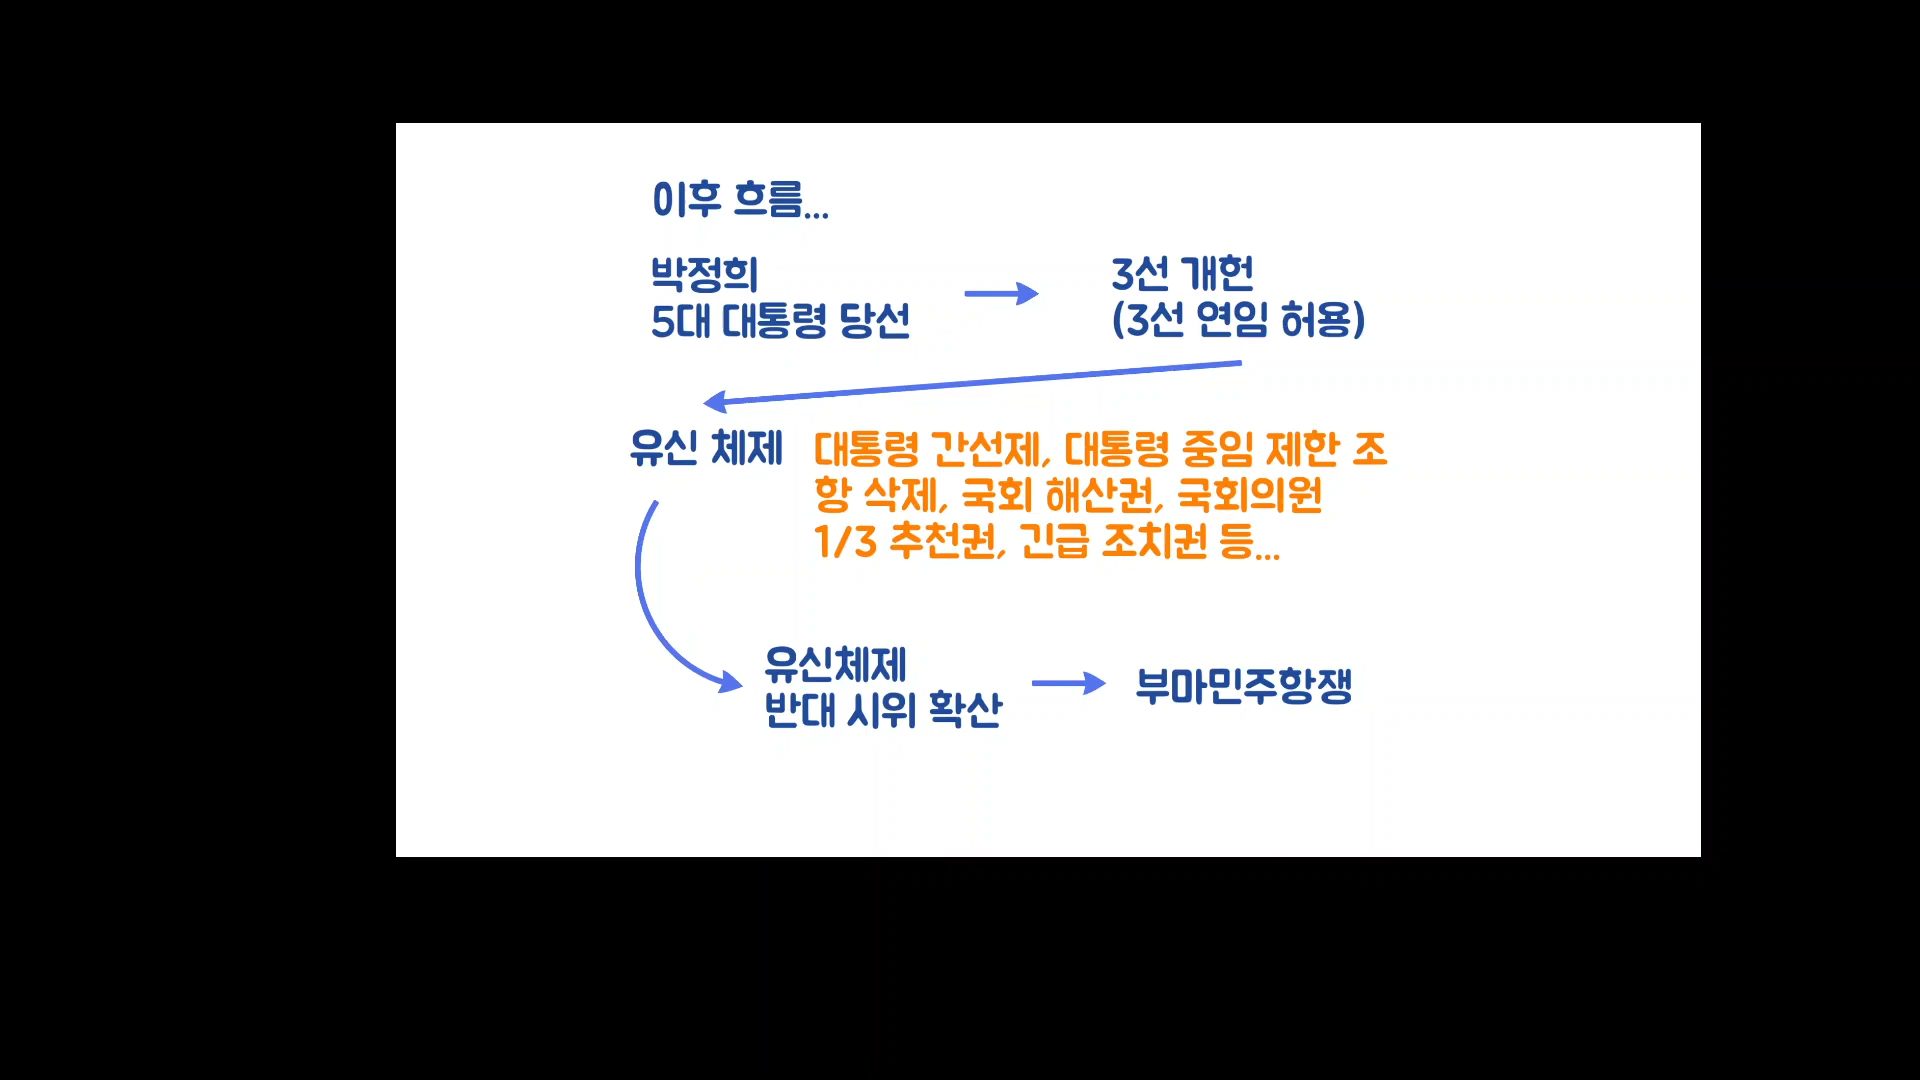 이후 흐름...
박정희
5대 대통령 당선
3선 개헌
(3선 연임 허용)
유신 체제
대통령 간선제, 대통령 중임 제한 조
항 삭제, 국회 해산권, 국회의원
1/3 추천권, 긴급 조치권 등...
유신체제
반대 시위 확산
부마민주항쟁